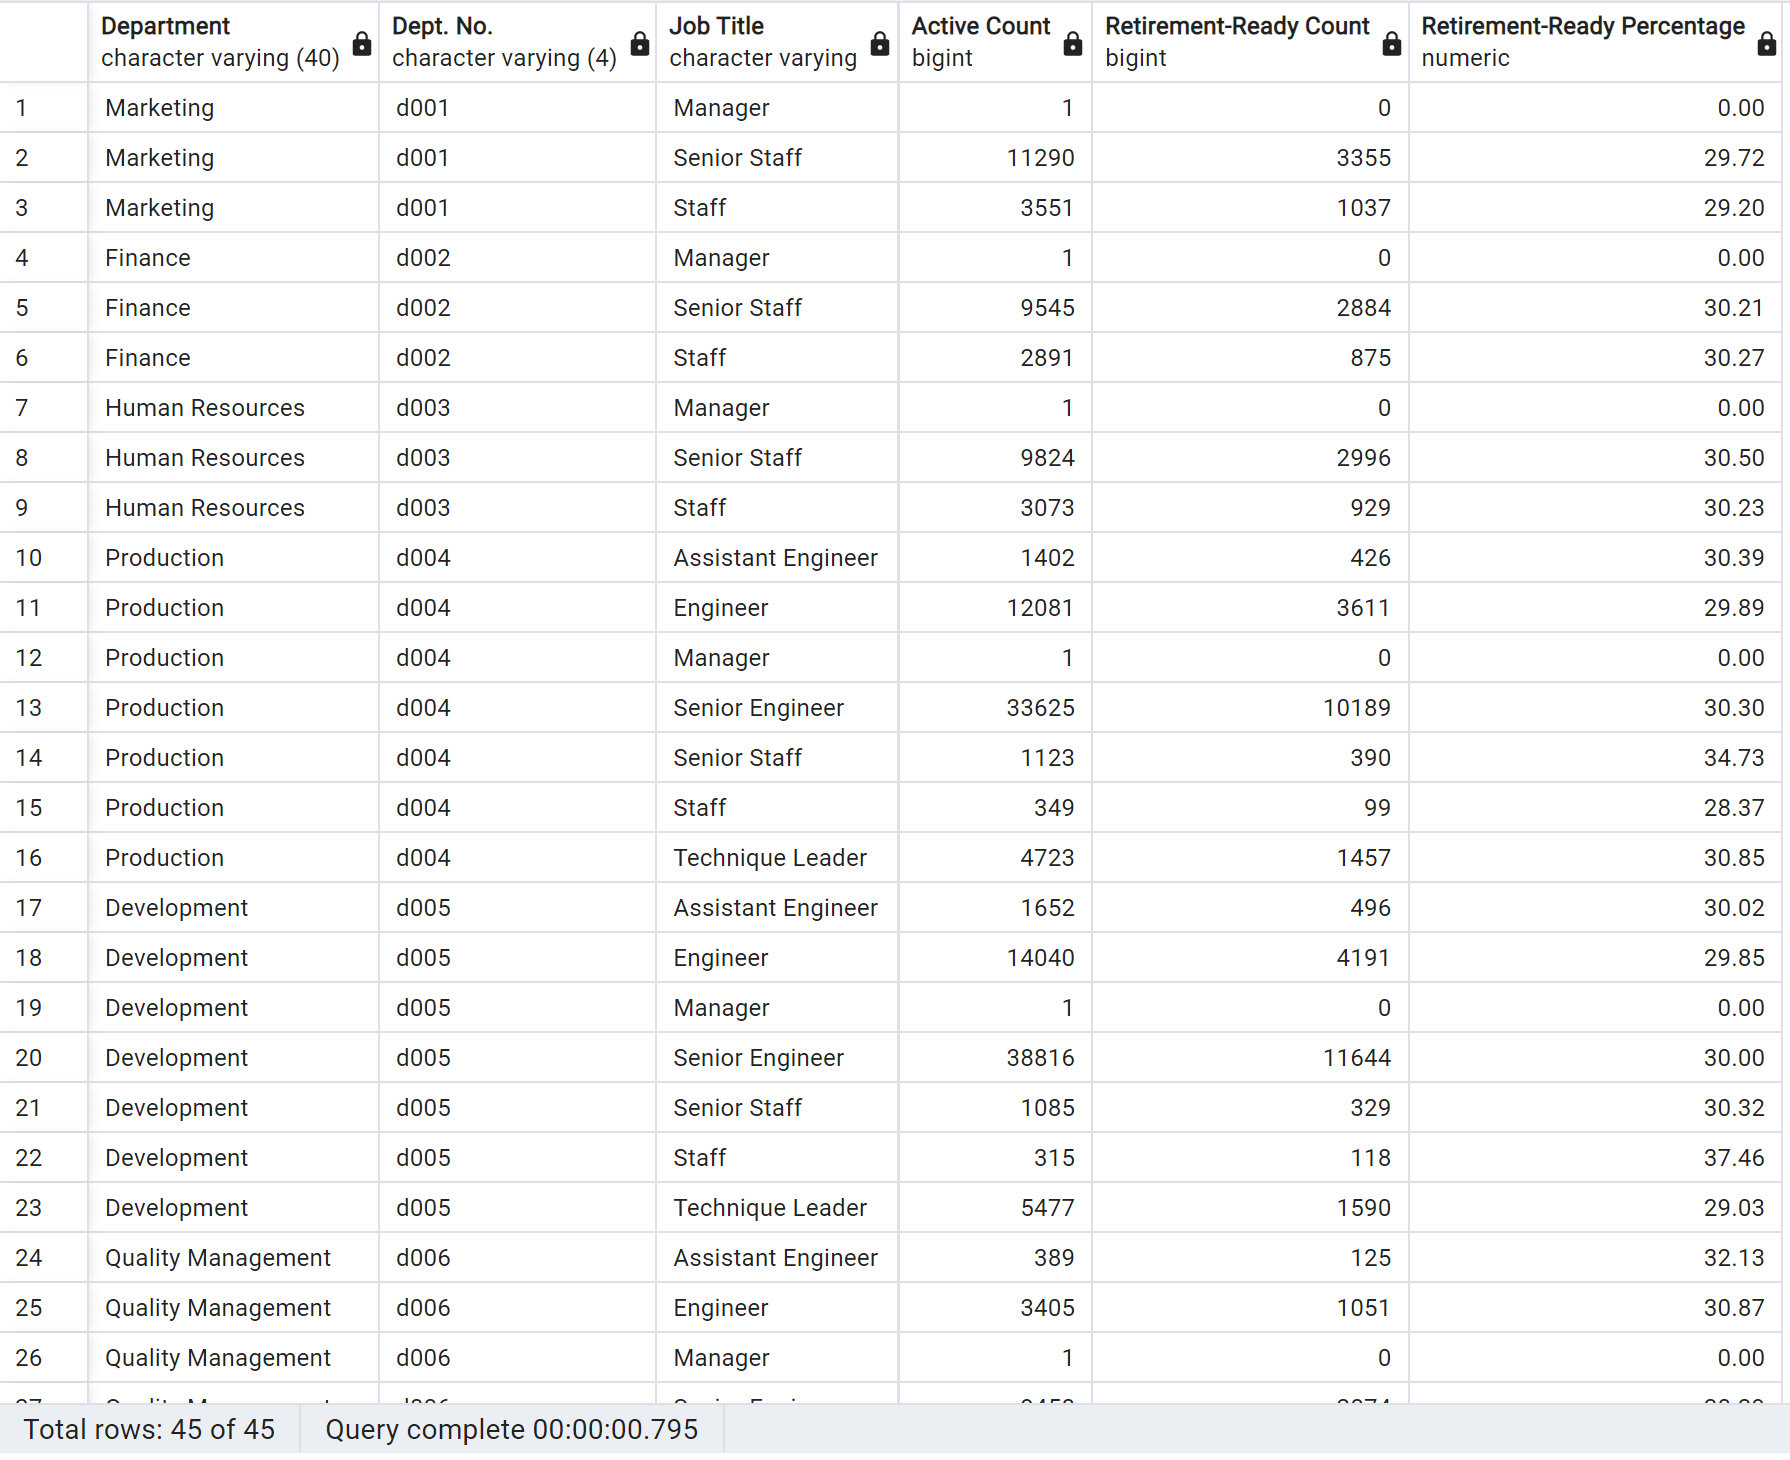 Department Dept. No. Job Title Active Count Retirement-Ready Count Retirement-Ready Percentage
character varying (40) character varying (4) character varying bigint bigint numeric
1 Marketing d001 Manager 1 0 0.00
2 Marketing d001 Senior Staff 11290 3355 29.72
3 Marketing d001 Staff 3551 1037 29.20
4 Finance d002 Manager 1 0 0.00
5 Finance d002 Senior Staff 9545 2884 30.21
6 Finance d002 Staff 2891 875 30.27
7 Human Resources d003 Manager 1 0 0.00
8 Human Resources d003 Senior Staff 9824 2996 30.50
9 Human Resources d003 Staff 3073 929 30.23
10 Production d004 Assistant Engineer 1402 426 30.39
11 Production d004 Engineer 12081 3611 29.89
12 Production d004 Manager 1 0 0.00
13 Production d004 Senior Engineer 33625 10189 30.30
14 Production d004 Senior Staff 1123 390 34.73
15 Production d004 Staff 349 99 28.37
16 Production d004 Technique Leader 4723 1457 30.85
17 Development d005 Assistant Engineer 1652 496 30.02
18 Development d005 Engineer 14040 4191 29.85
19 Development d005 Manager 1 0 0.00
20 Development d005 Senior Engineer 38816 11644 30.00
21 Development d005 Senior Staff 1085 329 30.32
22 Development d005 Staff 315 118 37.46
23 Development d005 Technique Leader 5477 1590 29.03
24 Quality Management d006 Assistant Engineer 389 125 32.13
25 Quality Management d006 Engineer 3405 1051 30.87
26 Quality Management d006 Manager 1 0 0.00
Total rows: 45 of 45 Query complete 00:00:00.795